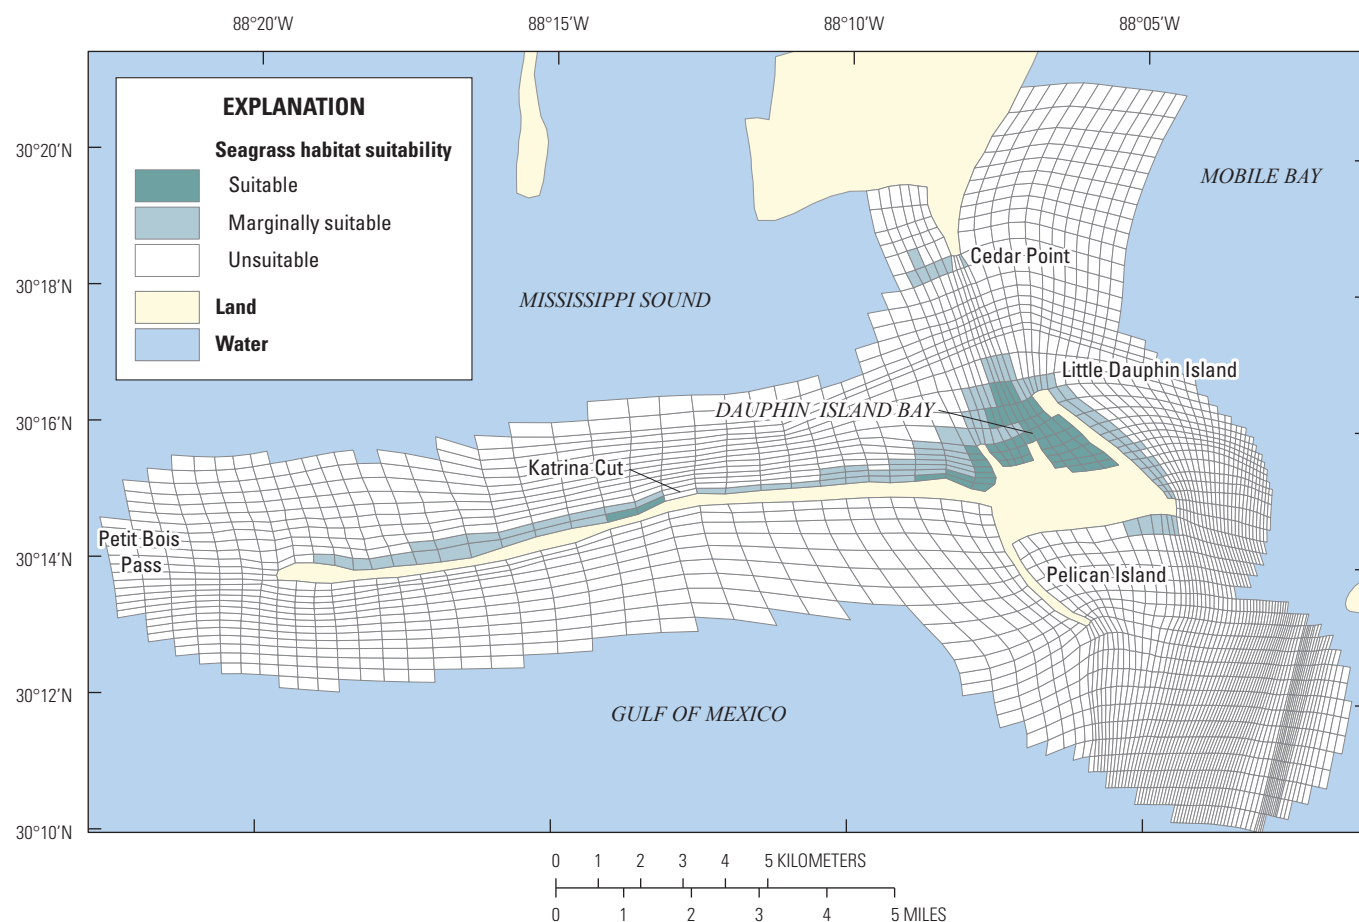 88°20'W 88°15'W 88°10'W 88°05'W
EXPLANATION
Seagrass habitat suitability
Suitable
Marginally suitable
Unsuitable
Land
Water
30°20'N
30°18'N
30°16'N
30°14'N
30°12'N
30°10'N
MOBILE BAY
Cedar Point
MISSISSIPPI SOUND
Little Dauphin Island
DAUPHIN ISLAND BAY
Katrina Cut
Petit Bois
Pass
Pelican Island
GULF OF MEXICO
0 1 2 3 4 5 KILOMETERS
0 1 2 3 4 5 MILES